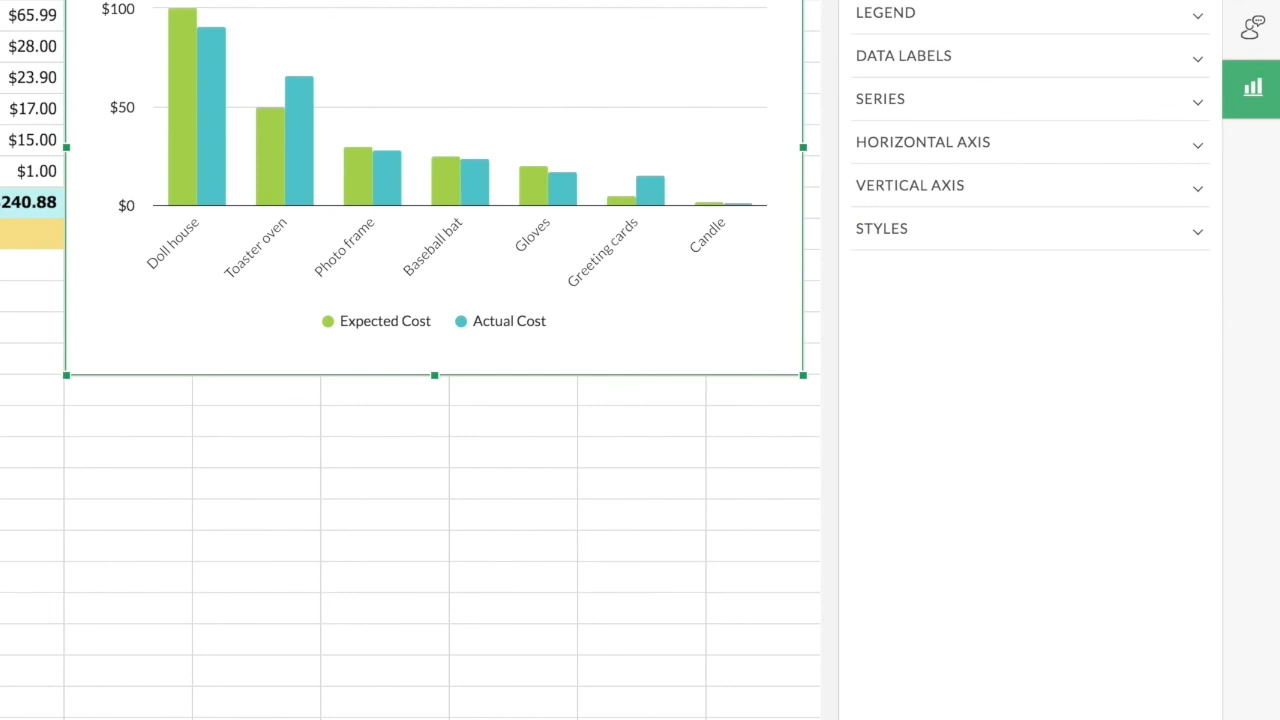 $65.99
$28.00
$23.90
$17.00
$15.00
$1.00
240.88
$100
$50
$0
Doll house
Toaster oven
Photo frame
Baseball bat
Gloves
Greeting cards
Candle
Expected Cost
Actual Cost
LEGEND
DATA LABELS
SERIES
HORIZONTAL AXIS
VERTICAL AXIS
STYLES